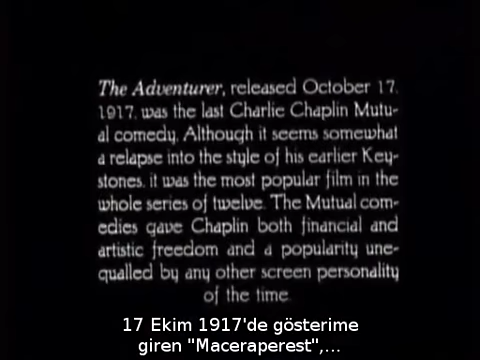 The Adventurer, released October 17,
1917, was the last Charlie Chaplin Mutu-
al comedy. Although it seems somewhat
a relapse into the style of his earlier Key-
stones, it was the most popular film in the
whole series of twelve. The Mutual com-
edies gave Chaplin both financial and
artistic freedom and a popularity une-
qualled by any other screen personality
of the time.
17 Ekim 1917'de gösterime
giren "Maceraperest",...